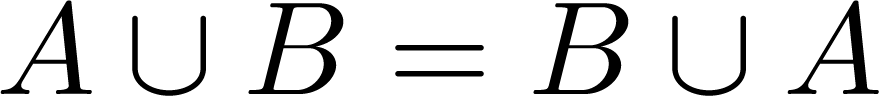 A ∪ B = B ∪ A